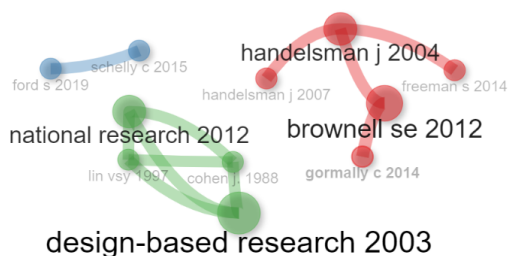 handelsman j 2004
schelly c 2015
ford s 2019
freeman s 2014
handelsman j 2007
national research 2012
brownell se 2012
lin vsy 1997
cohen j. 1988
gormally c 2014
design-based research 2003